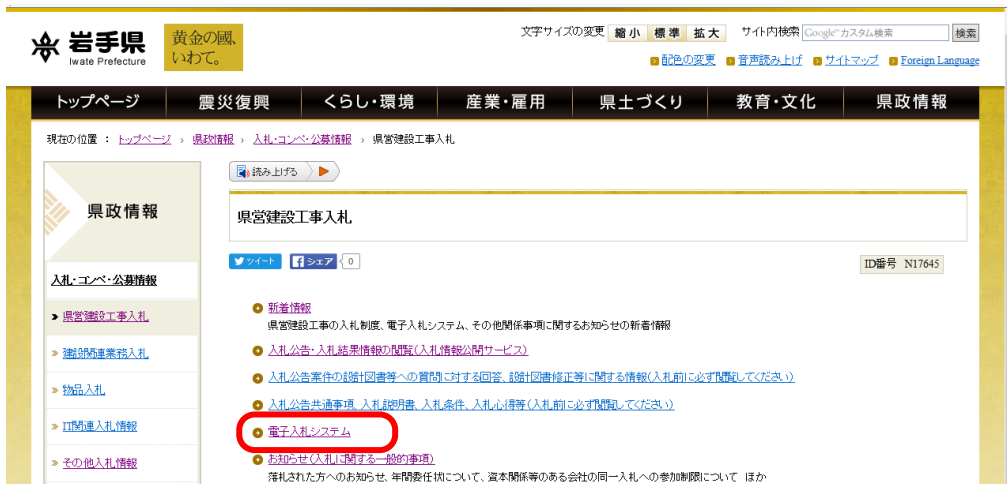 岩手県
Iwate Prefecture
黄金の國、
いわて。
文字サイズの変更 縮小 標準 拡大 サイト内検索 Google™カスタム検索 検索
配色の変更 音声読み上げ サイトマップ Foreign Language
トップページ 震災復興 くらし・環境 産業・雇用 県土づくり 教育・文化 県政情報
現在の位置 : トップページ › 県政情報 › 入札・コンペ・公募情報 › 県営建設工事入札
読み上げる
県政情報
県営建設工事入札
ツイート シェア 0
ID番号 N17645
入札・コンペ・公募情報
県営建設工事入札
建設関連業務入札
物品入札
IT関連入札情報
その他入札情報
新着情報
県営建設工事の入札制度、電子入札システム、その他関係事項に関するお知らせの新着情報
入札公告・入札結果情報の閲覧(入札情報公開サービス)
入札公告案件の設計図書等への質問に対する回答、設計図書修正等に関する情報(入札前に必ず閲覧してください)
入札公告共通事項、入札説明書、入札条件、入札心得等(入札前に必ず閲覧してください)
電子入札システム
お知らせ(入札に関する一般的事項)
落札された方へのお知らせ、年間委任状について、資本関係等のある会社の同一入札への参加制限について ほか